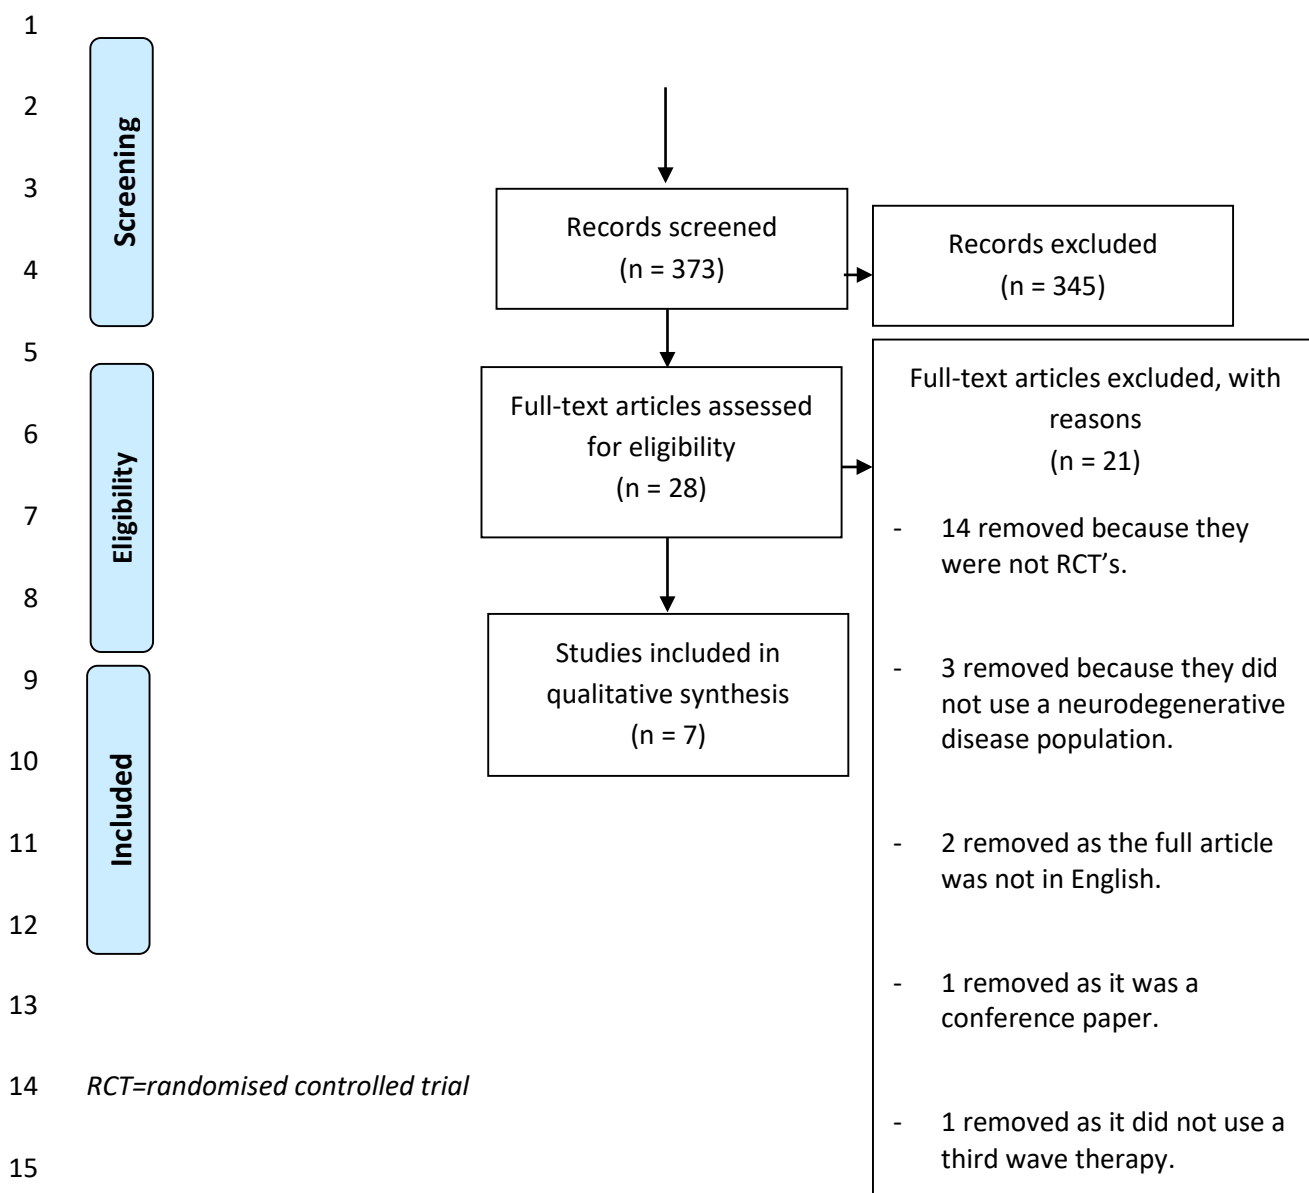 1
2
3
4
5
6
7
8
9
10
11
12
13
14
15
Screening
Records screened
(n = 373)
Records excluded
(n = 345)
Eligibility
Full-text articles assessed
for eligibility
(n = 28)
Full-text articles excluded, with
reasons
(n = 21)
- 14 removed because they
were not RCT’s.
- 3 removed because they did
not use a neurodegenerative
disease population.
- 2 removed as the full article
was not in English.
- 1 removed as it was a
conference paper.
- 1 removed as it did not use a
third wave therapy.
Included
Studies included in
qualitative synthesis
(n = 7)
RCT=randomised controlled trial